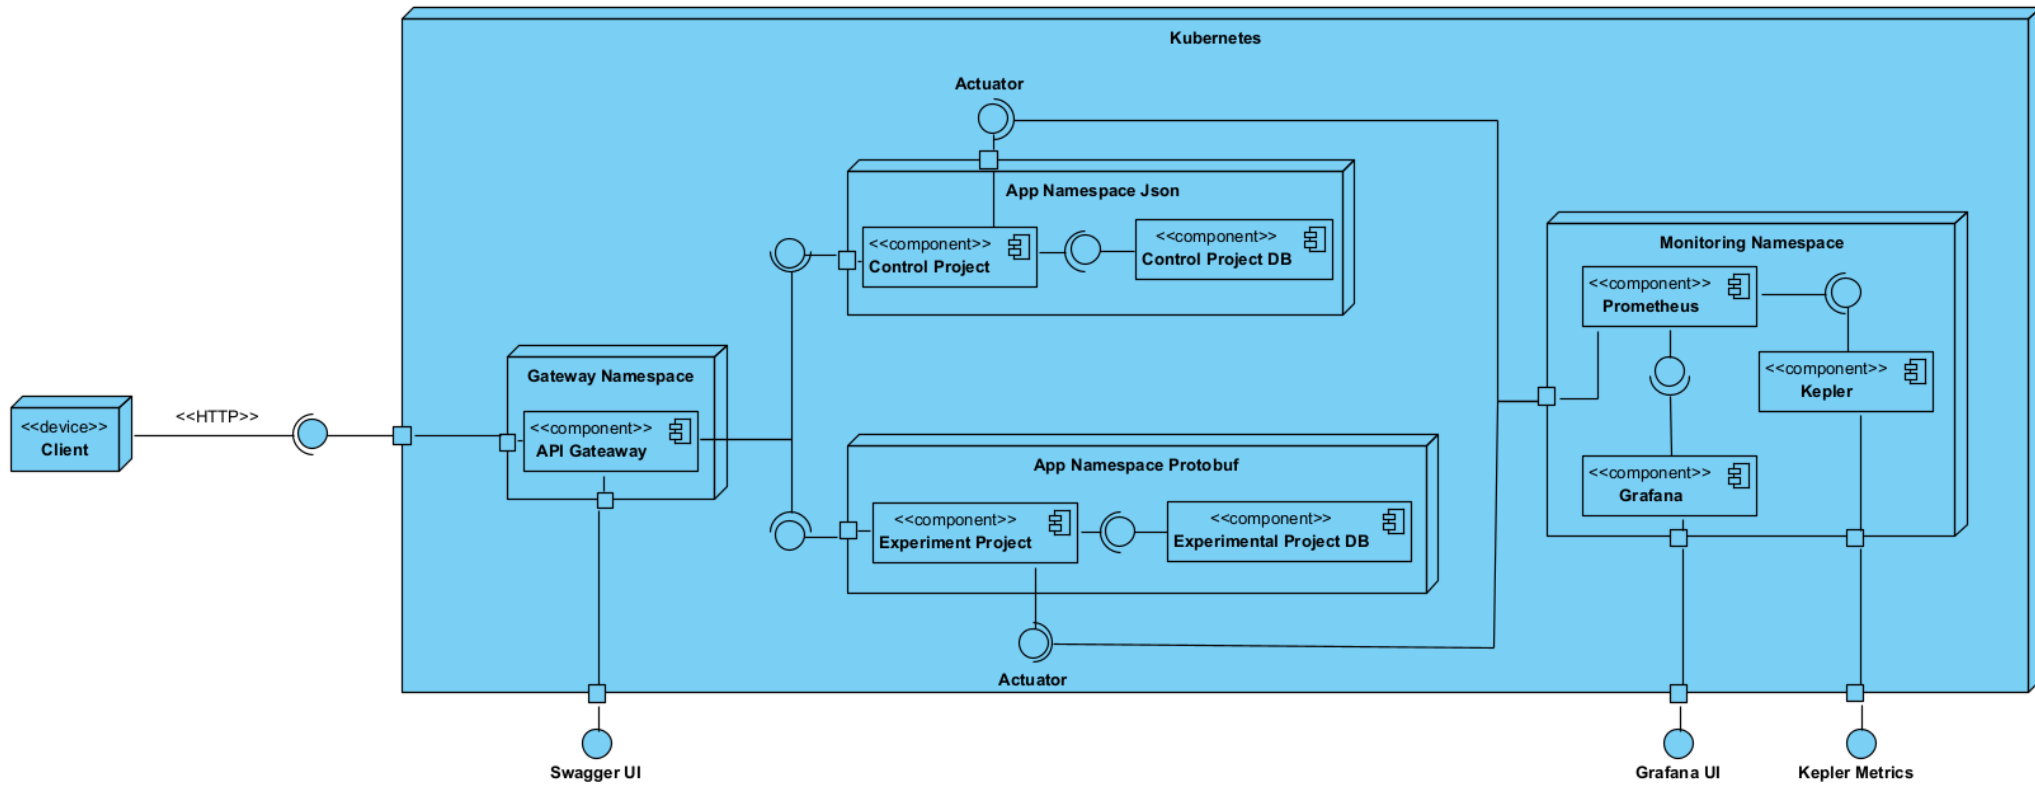 Kubernetes
Actuator
App Namespace Json
<<component>>
Control Project
<<component>>
Control Project DB
Monitoring Namespace
<<component>>
Prometheus
<<component>>
Kepler
<<component>>
Grafana
Gateway Namespace
<<component>>
API Gateaway
<<HTTP>>
<<device>>
Client
App Namespace Protobuf
<<component>>
Experiment Project
<<component>>
Experimental Project DB
Actuator
Swagger UI
Grafana UI
Kepler Metrics